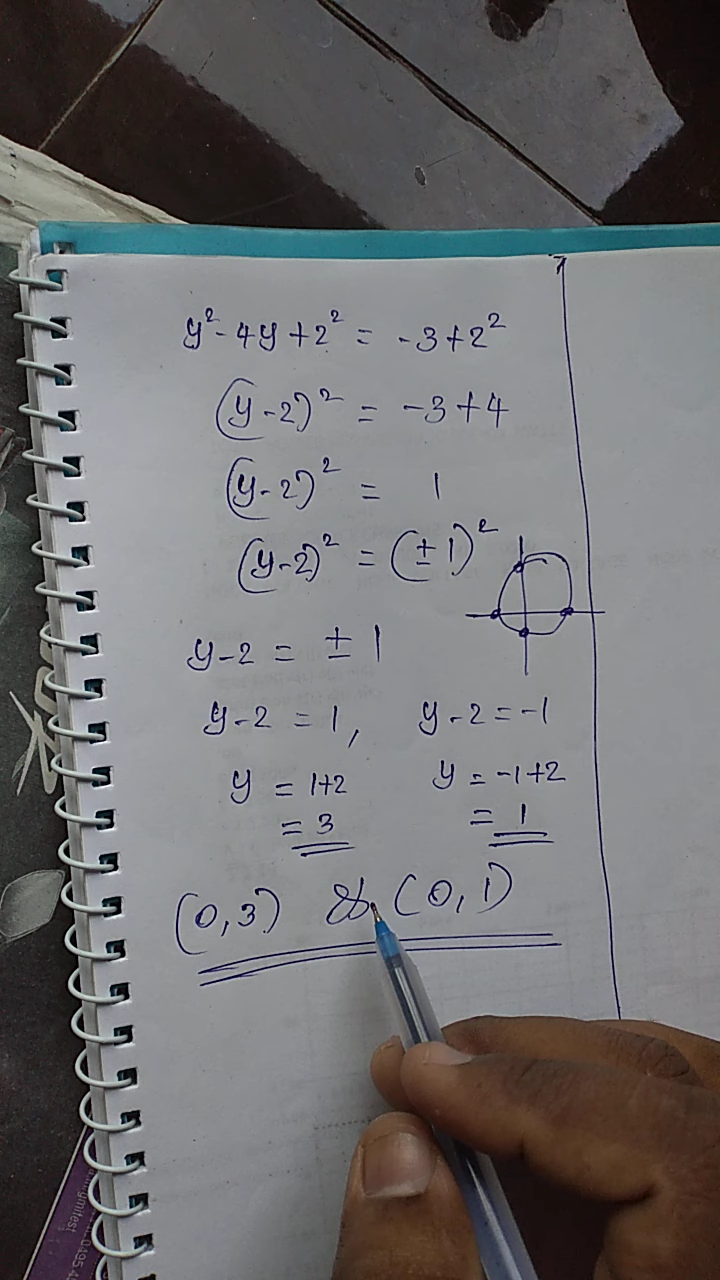 y² - 4y + 2² = -3 + 2²
(y-2)² = -3 + 4
(y-2)² = 1
(y-2)² = (±1)²
y-2 = ±1
y-2 = 1, y-2 = -1
y = 1+2 y = -1+2
= 3 = 1
(0,3) & (0,1)